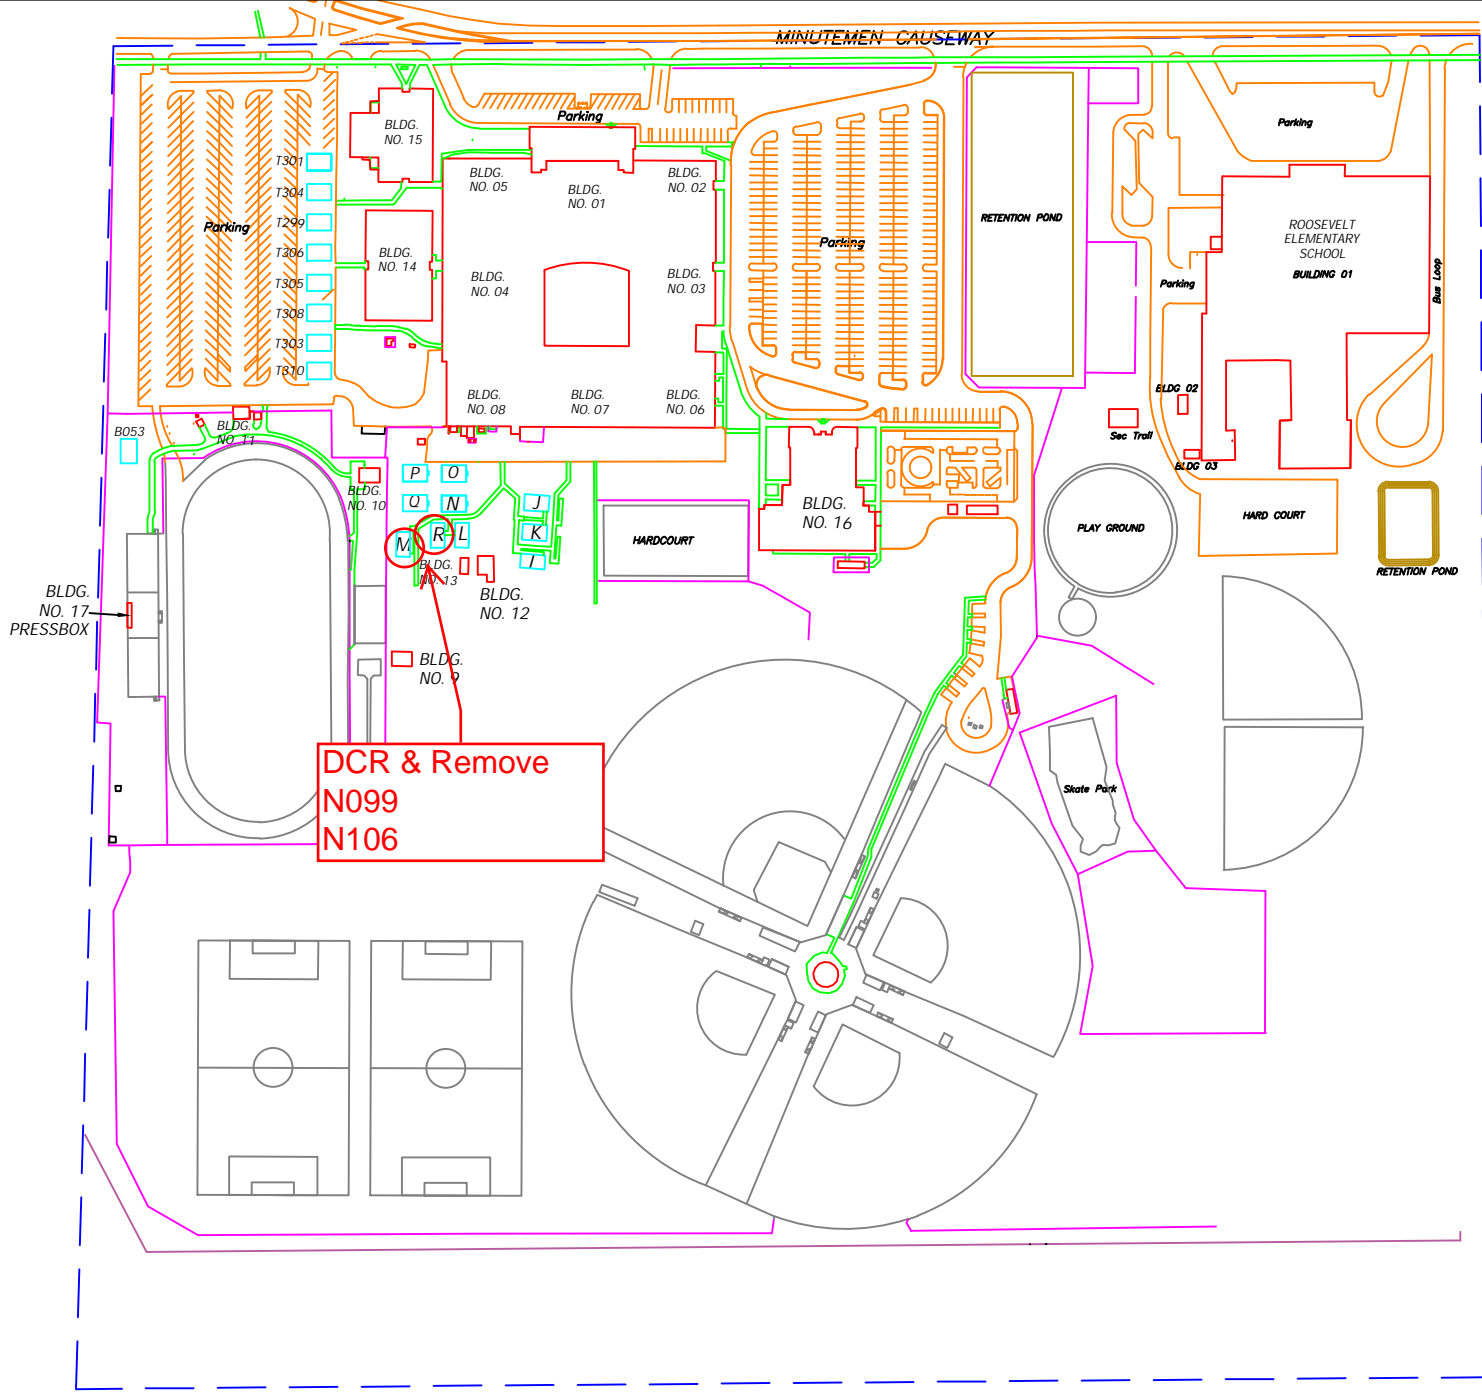 MINUTEMEN CAUSEWAY
Parking
Parking
BLDG.
NO. 15
T301
T304
T299
T306
T305
T308
T303
T310
Parking
BLDG.
NO. 05
BLDG.
NO. 01
BLDG.
NO. 02
BLDG.
NO. 14
BLDG.
NO. 04
BLDG.
NO. 03
Parking
RETENTION POND
ROOSEVELT
ELEMENTARY
SCHOOL
BUILDING 01
Bus Loop
Parking
BLDG.
NO. 08
BLDG.
NO. 07
BLDG.
NO. 06
BLDG 02
Sec Trail
BLDG 03
B053
BLDG.
NO. 11
BLDG.
NO. 10
P
O
Q
N
M
R
L
J
K
I
BLDG.
NO. 13
BLDG.
NO. 12
HARDCOURT
BLDG.
NO. 16
PLAY GROUND
HARD COURT
RETENTION POND
BLDG.
NO. 17
PRESSBOX
BLDG.
NO. 9
DCR & Remove
N099
N106
Skate Park